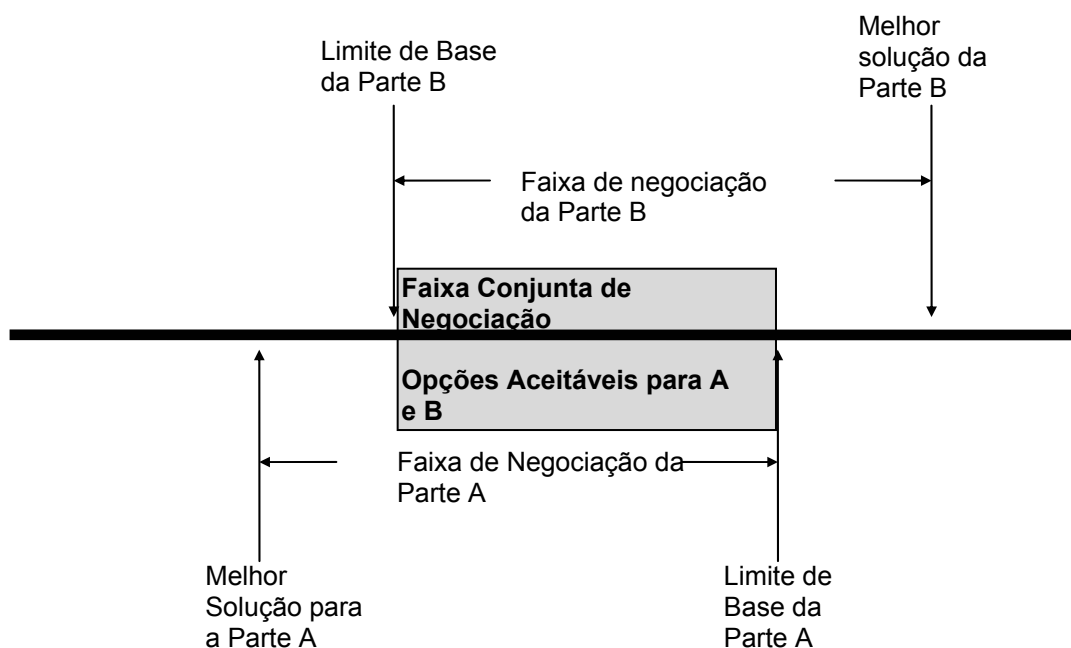 Limite de Base
da Parte B
Melhor
solução da
Parte B
Faixa de negociação
da Parte B
Faixa Conjunta de
Negociação
Opções Aceitáveis para A
e B
Faixa de Negociação da
Parte A
Melhor
Solução para
a Parte A
Limite de
Base da
Parte A